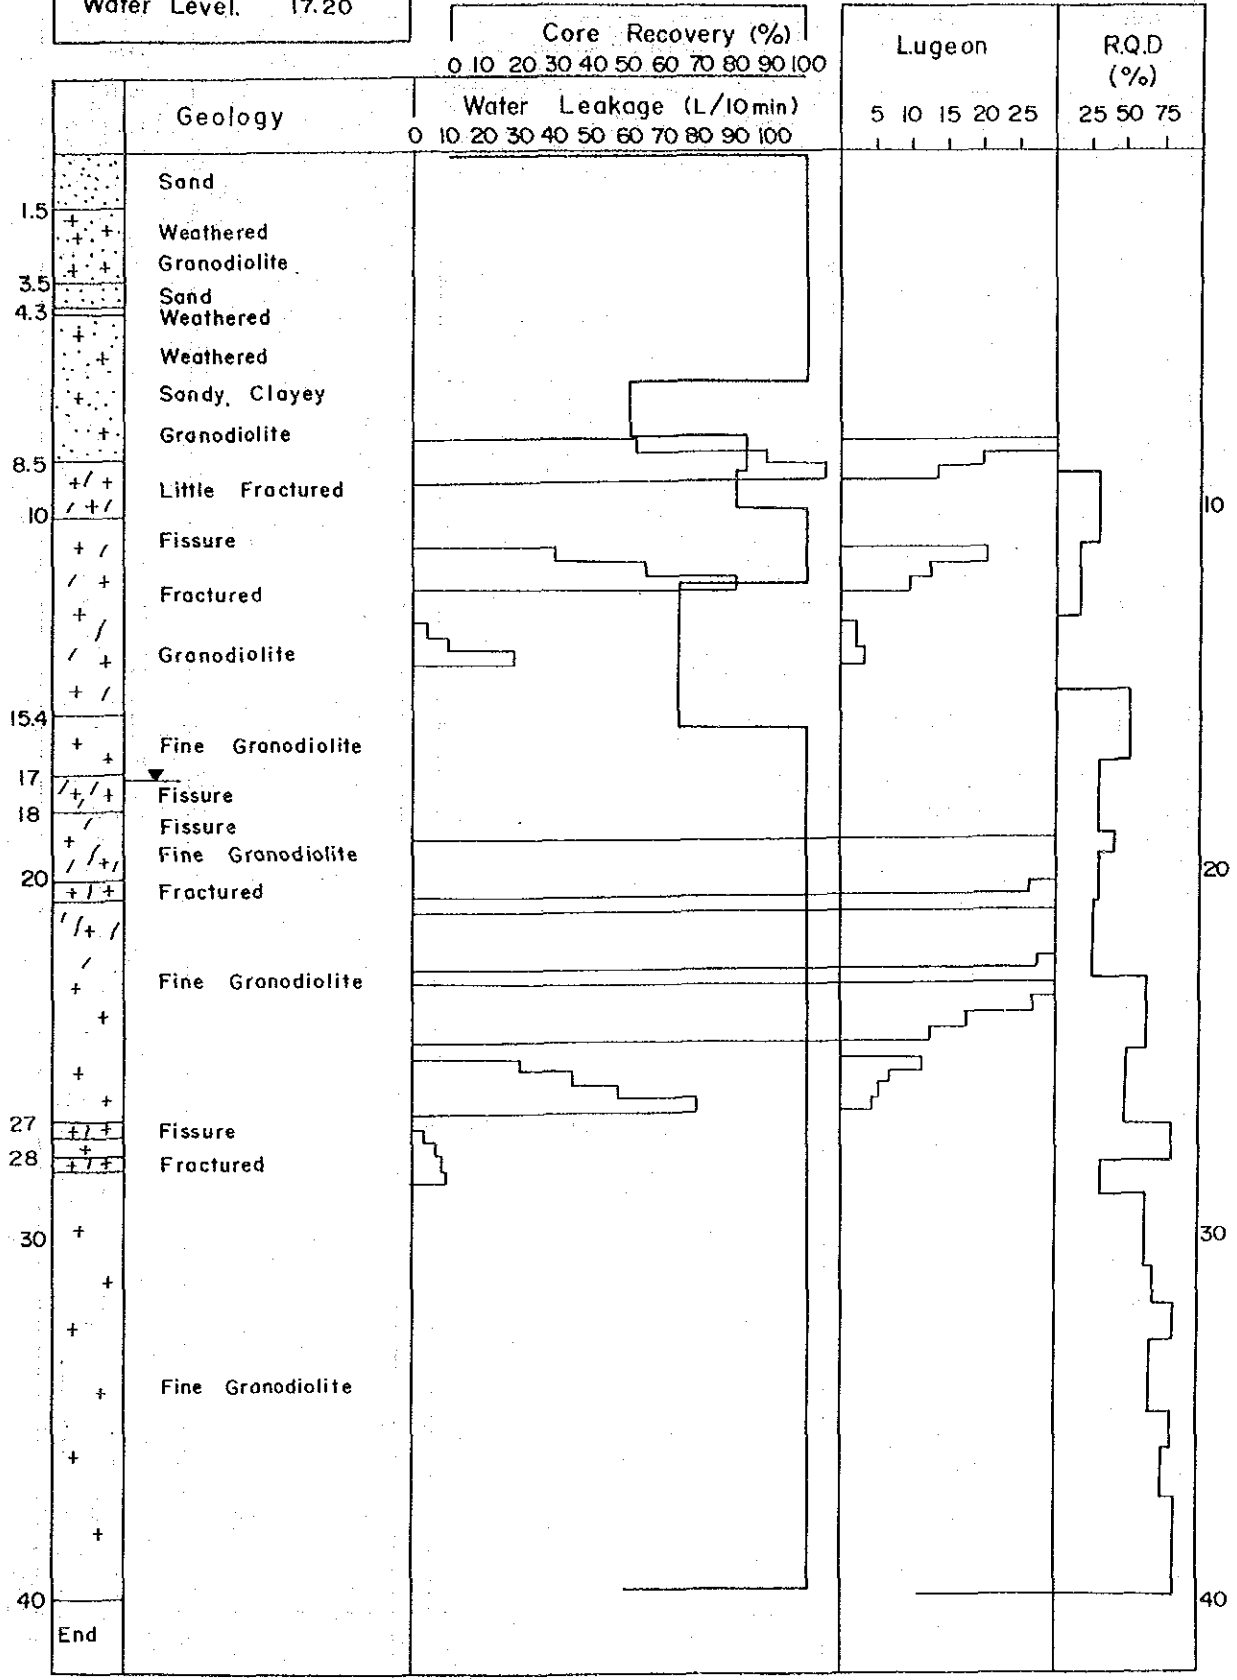 Water Level. 17.20
Core Recovery (%)
0 10 20 30 40 50 60 70 80 90 100
Lugeon
R.Q.D
(%)
Geology
Water Leakage (L/10min)
0 10 20 30 40 50 60 70 80 90 100
5 10 15 20 25
25 50 75
Sand
1.5
Weathered
Granodiolite
3.5
Sand
4.3
Weathered
Weathered
Sandy, Clayey
Granodiolite
8.5
Little Fractured
10
10
Fissure
Fractured
Granodiolite
15.4
Fine Granodiolite
17
Fissure
18
Fissure
Fine Granodiolite
20
20
Fractured
Fine Granodiolite
27
Fissure
28
Fractured
30
30
Fine Granodiolite
40
40
End